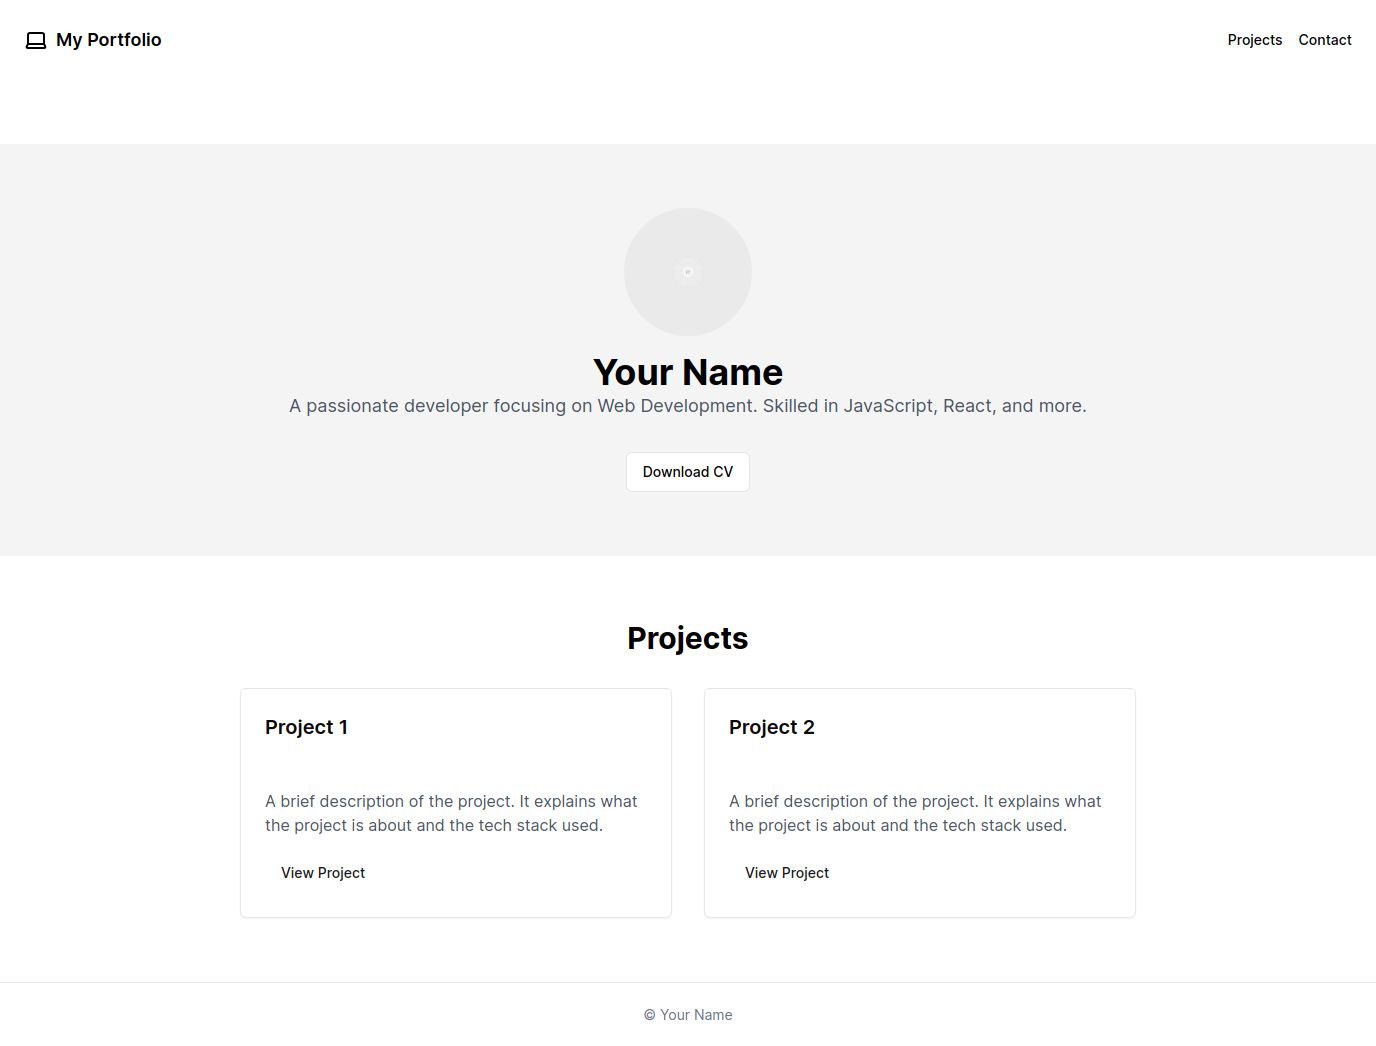 My Portfolio
Projects
Contact
Your Name
A passionate developer focusing on Web Development. Skilled in JavaScript, React, and more.
Download CV
Projects
Project 1
A brief description of the project. It explains what
the project is about and the tech stack used.
View Project
Project 2
A brief description of the project. It explains what
the project is about and the tech stack used.
View Project
© Your Name